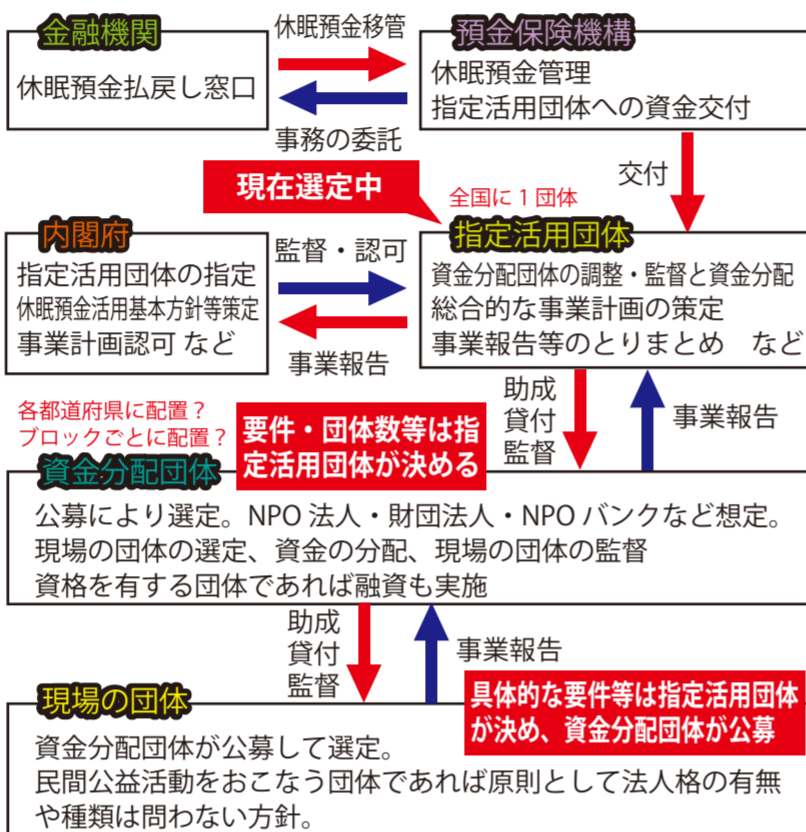 金融機関
休眠預金払戻し窓口
休眠預金移管
事務の委託
預金保険機構
休眠預金管理
指定活用団体への資金交付
交付
現在選定中
全国に1団体
内閣府
指定活用団体の指定
休眠預金活用基本方針等策定
事業計画認可 など
監督・認可
事業報告
指定活用団体
資金分配団体の調整・監督と資金分配
総合的な事業計画の策定
事業報告等のとりまとめ　など
助成
貸付
監督
事業報告
各都道府県に配置？
ブロックごとに配置？
要件・団体数等は指
定活用団体が決める
資金分配団体
公募により選定。NPO 法人・財団法人・NPO バンクなど想定。
現場の団体の選定、資金の分配、現場の団体の監督
資格を有する団体であれば融資も実施
助成
貸付
監督
事業報告
具体的な要件等は指定活用団体
が決め、資金分配団体が公募
現場の団体
資金分配団体が公募して選定。
民間公益活動をおこなう団体であれば原則として法人格の有無
や種類は問わない方針。